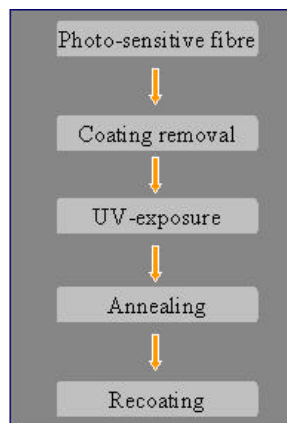 Photo-sensitive fibre
Coating removal
UV-exposure
Annealing
Recoating